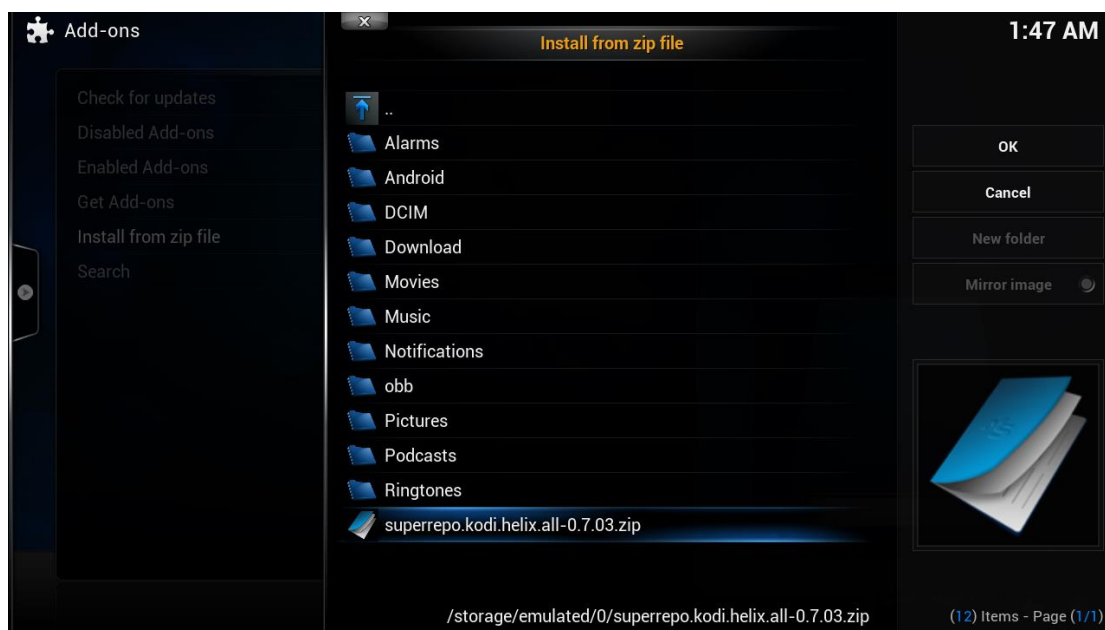 Add-ons
Check for updates
Disabled Add-ons
Enabled Add-ons
Get Add-ons
Install from zip file
Search
X
Install from zip file
..
Alarms
Android
DCIM
Download
Movies
Music
Notifications
obb
Pictures
Podcasts
Ringtones
superrepo.kodi.helix.all-0.7.03.zip
/storage/emulated/0/superrepo.kodi.helix.all-0.7.03.zip
1:47 AM
OK
Cancel
New folder
Mirror image
(12) Items - Page (1/1)